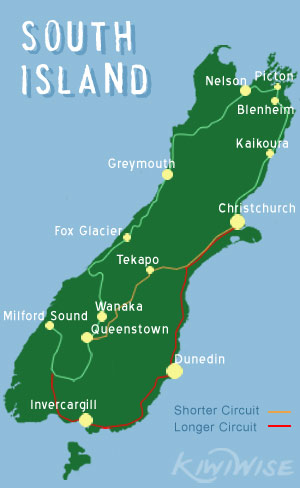 SOUTH
ISLAND
Nelson
Picton
Blenheim
Kaikoura
Greymouth
Christchurch
Fox Glacier
Tekapo
Wanaka
Milford Sound
Queenstown
Dunedin
Invercargill
Shorter Circuit
Longer Circuit
KIWIWISE